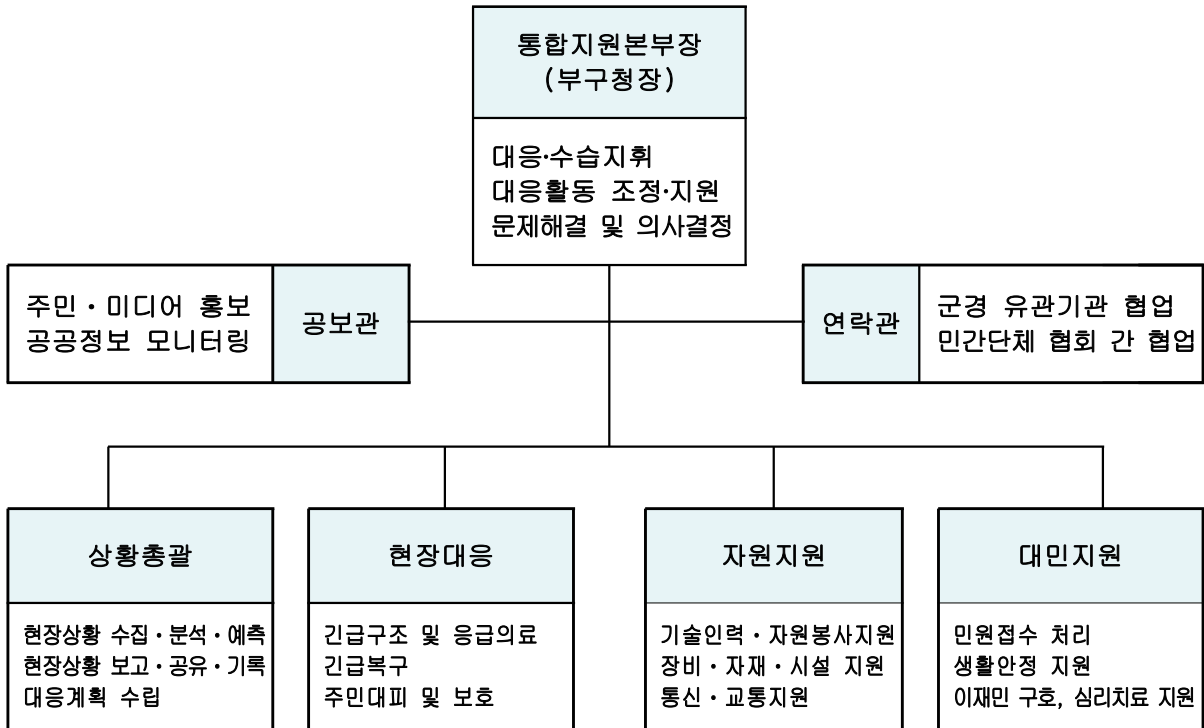 통합지원본부장
(부구청장)
대응·수습지휘
대응활동 조정·지원
문제해결 및 의사결정
주민·미디어 홍보
공공정보 모니터링
공보관
연락관
군경 유관기관 협업
민간단체 협회 간 협업
상황총괄
현장상황 수집·분석·예측
현장상황 보고·공유·기록
대응계획 수립
현장대응
긴급구조 및 응급의료
긴급복구
주민대피 및 보호
자원지원
기술인력·자원봉사지원
장비·자재·시설 지원
통신·교통지원
대민지원
민원접수 처리
생활안정 지원
이재민 구호, 심리치료 지원